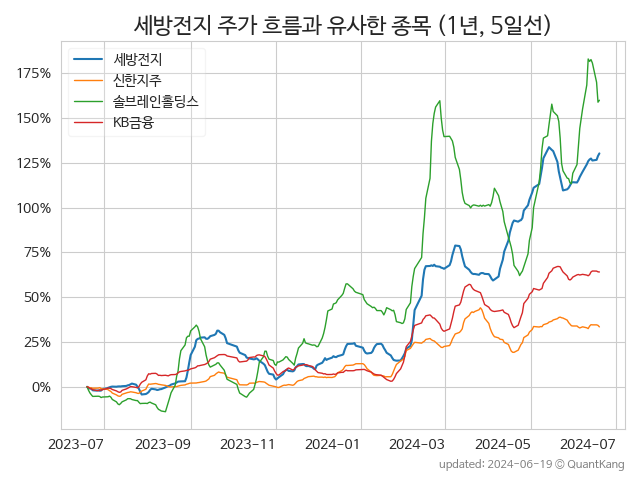 세방전지 주가 흐름과 유사한 종목 (1년, 5일선)
세방전지
신한지주
솔브레인홀딩스
KB금융
175%
150%
125%
100%
75%
50%
25%
0%
2023-07 2023-09 2023-11 2024-01 2024-03 2024-05 2024-07
updated: 2024-06-19 © QuantKang